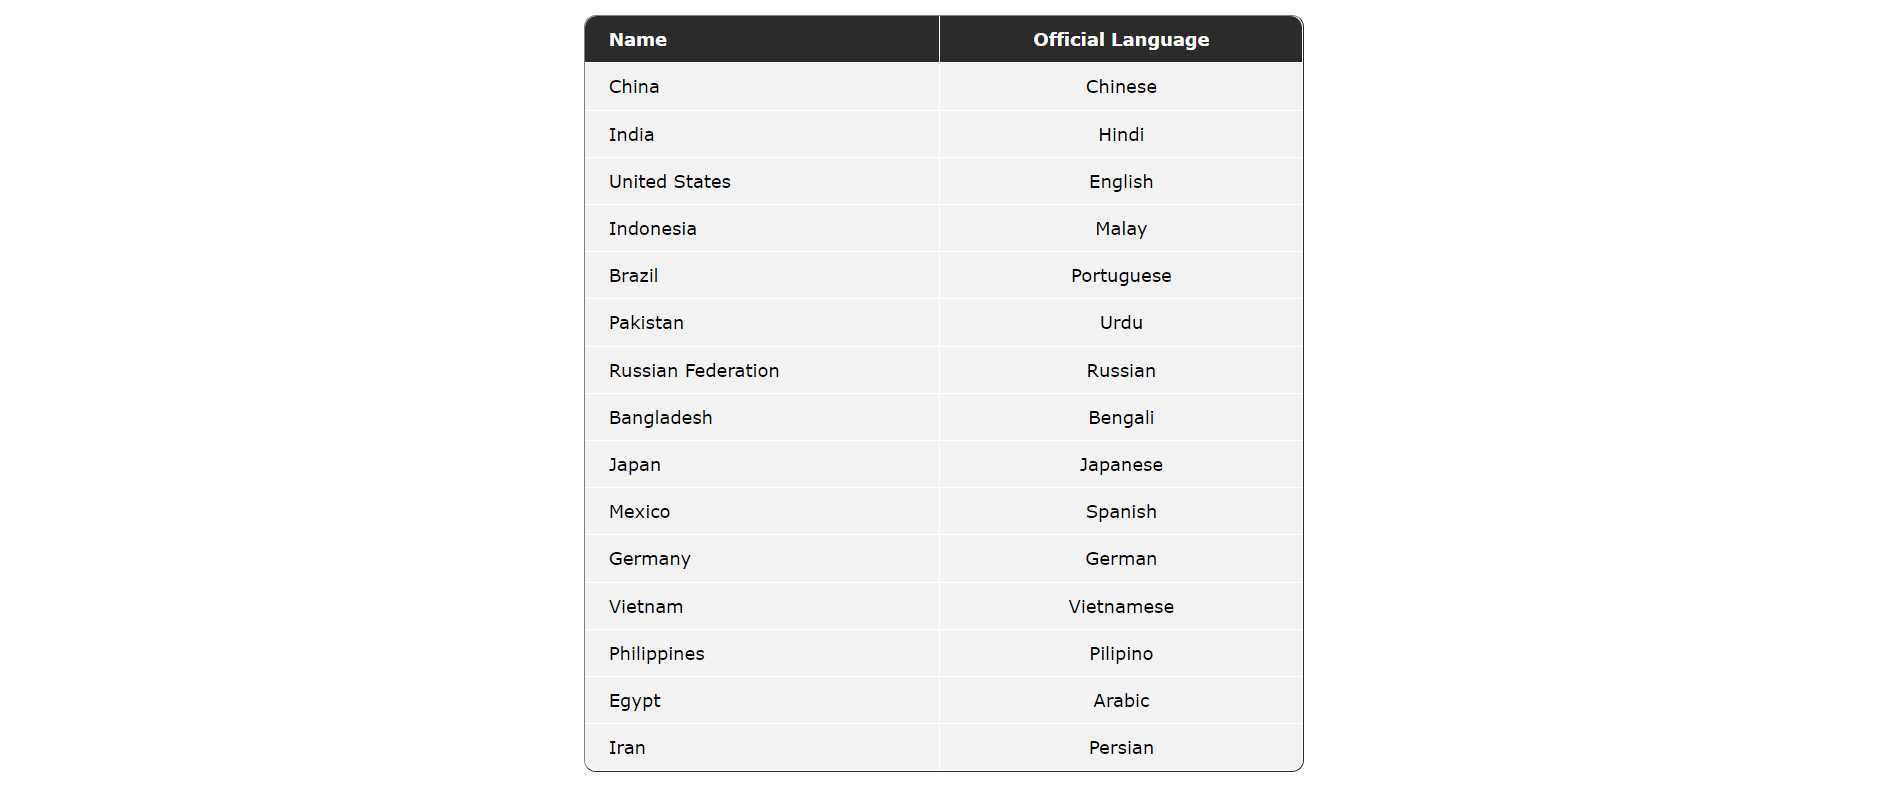 Name Official Language
China Chinese
India Hindi
United States English
Indonesia Malay
Brazil Portuguese
Pakistan Urdu
Russian Federation Russian
Bangladesh Bengali
Japan Japanese
Mexico Spanish
Germany German
Vietnam Vietnamese
Philippines Pilipino
Egypt Arabic
Iran Persian